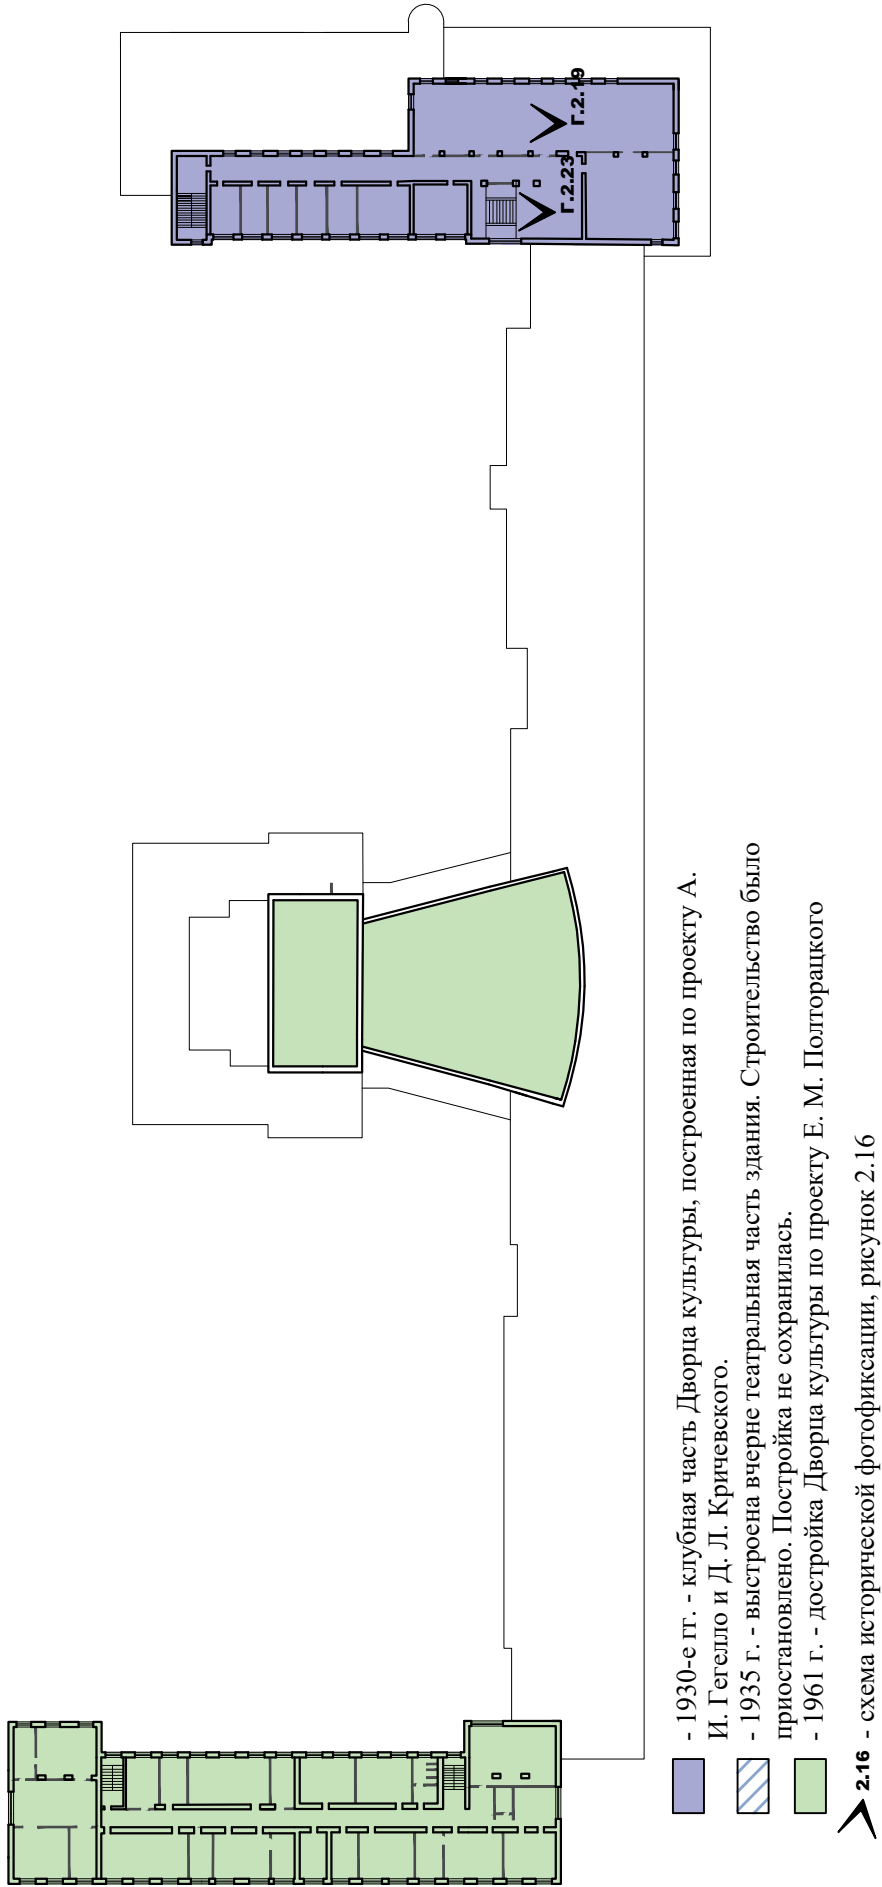 Г.2.19
Г.2.23
- 1930-е гг. - клубная часть Дворца культуры, построенная по проекту А.
И. Гегелло и Д. Л. Кричевского.
- 1935 г. - выстроена вчерне театральная часть здания. Строительство было
приостановлено. Постройка не сохранилась.
- 1961 г. - достройка Дворца культуры по проекту Е. М. Полторацкого
2.16 - схема исторической фотофиксации, рисунок 2.16